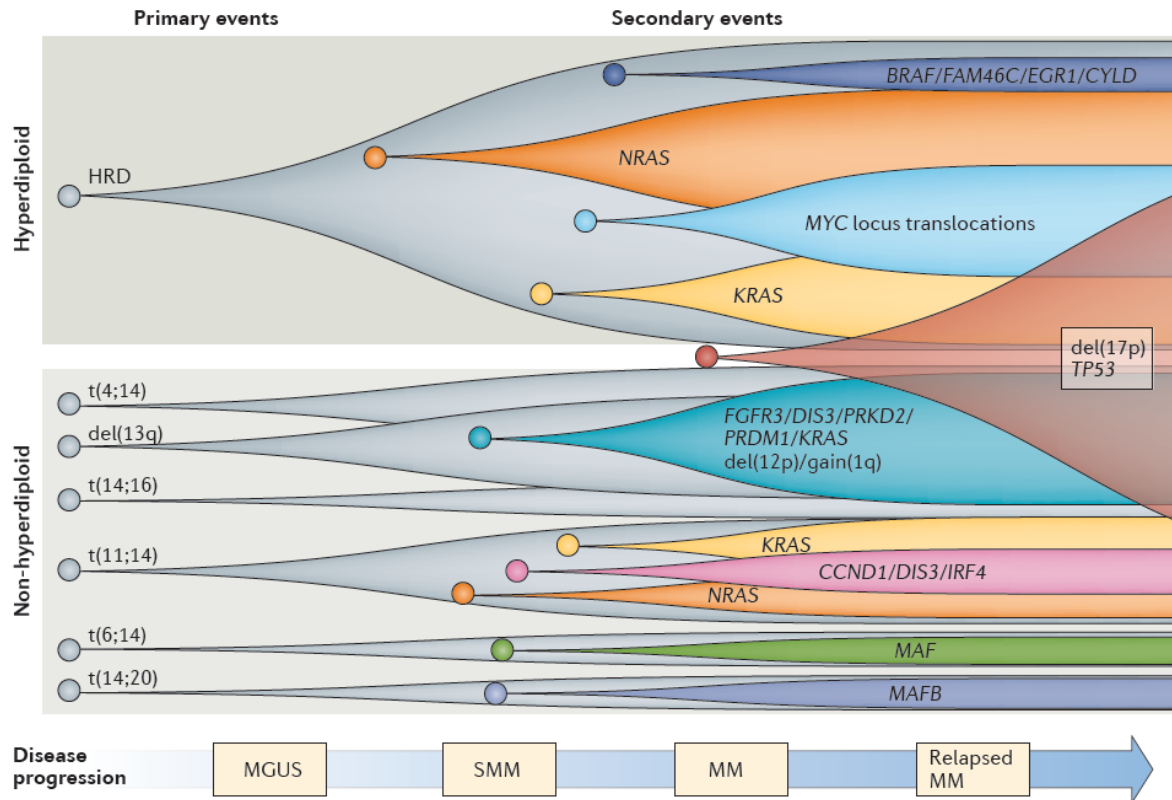 Primary events
Secondary events
Hyperdiploid
HRD
BRAF/FAM46C/EGR1/CYLD
NRAS
MYC locus translocations
KRAS
del(17p)
TP53
Non-hyperdiploid
t(4;14)
del(13q)
t(14;16)
FGFR3/DIS3/PRKD2/
PRDM1/KRAS
del(12p)/gain(1q)
t(11;14)
KRAS
CCND1/DIS3/IRF4
NRAS
t(6;14)
MAF
t(14;20)
MAFB
Disease
progression
MGUS
SMM
MM
Relapsed
MM